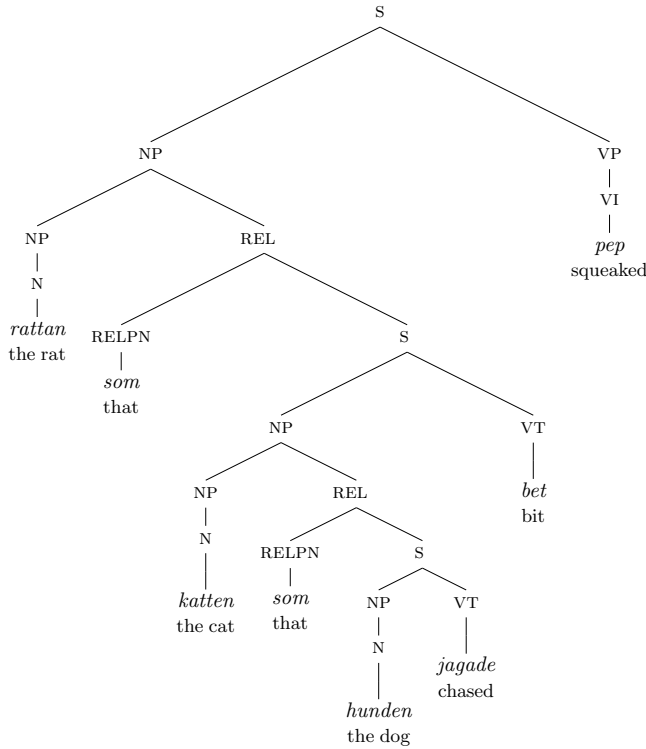 S
NP VP
VI
NP REL pep
squeaked
N
rattan RELPN S
the rat
som
that
NP VT
NP REL bet
bit
N
RELPN S
katten som NP VT
the cat that
N
jagade
chased
hunden
the dog